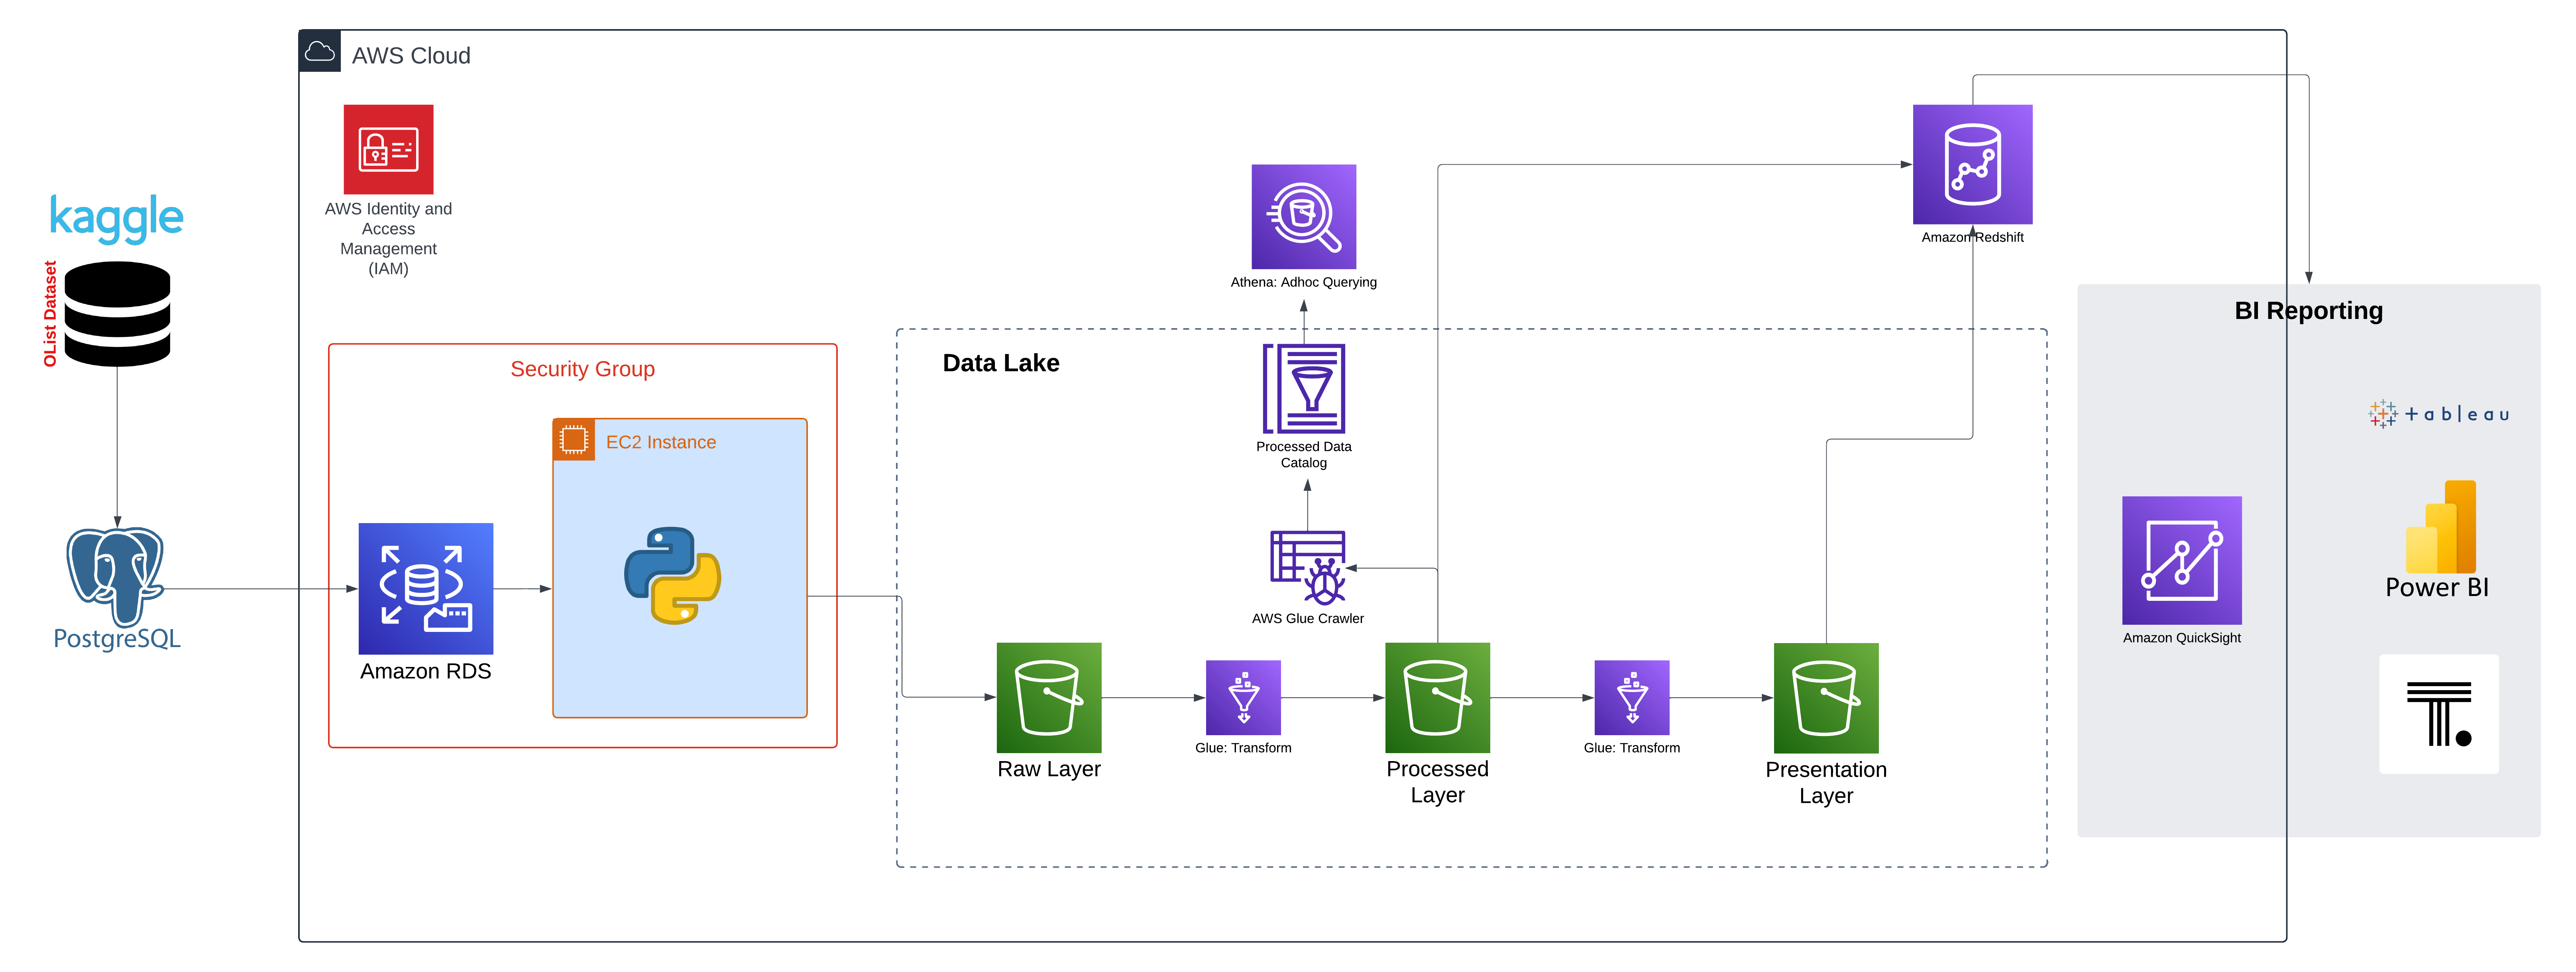 AWS Cloud
AWS Identity and
Access
Management
(IAM)
kaggle
OList Dataset
PostgreSQL
Security Group
EC2 Instance
Amazon RDS
Data Lake
Athena: Adhoc Querying
Processed Data
Catalog
AWS Glue Crawler
Raw Layer
Glue: Transform
Processed
Layer
Glue: Transform
Presentation
Layer
Amazon Redshift
BI Reporting
+ableau
Amazon QuickSight
Power BI
T.